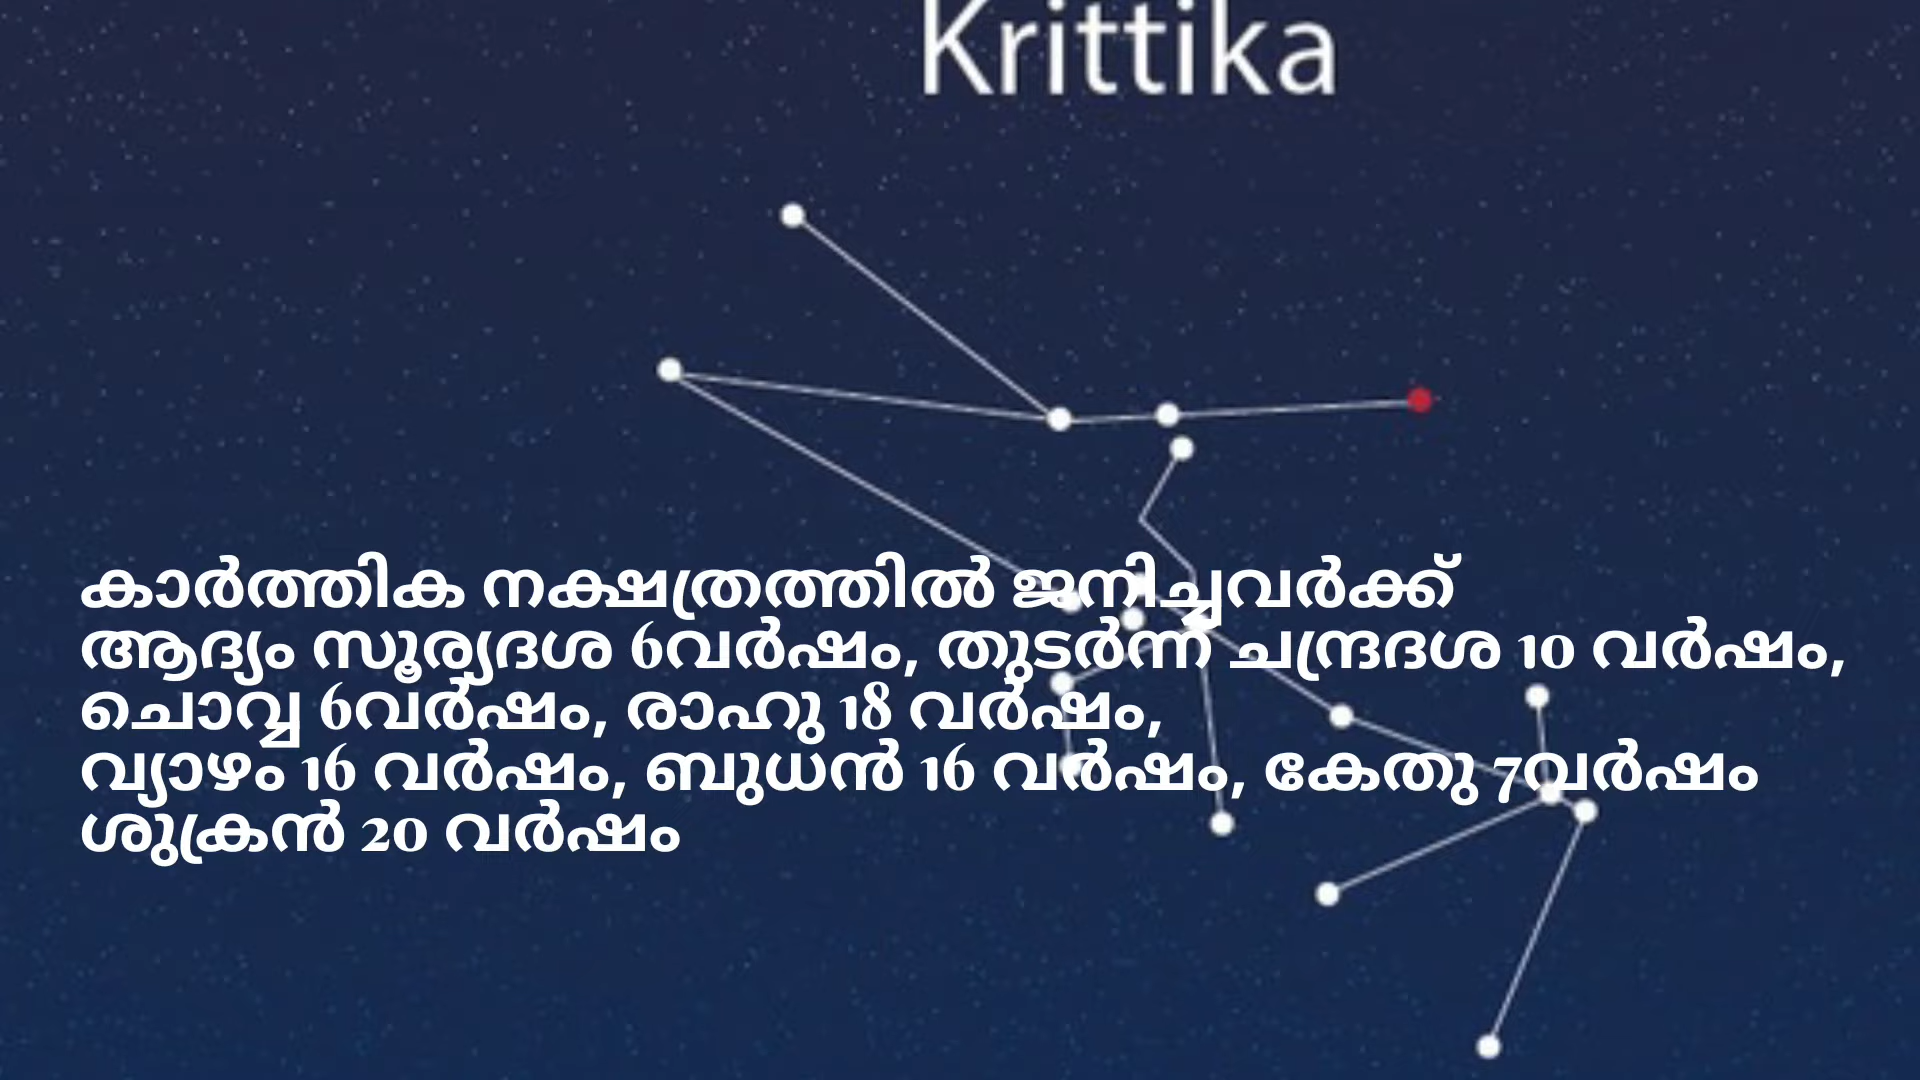 Krittika
കാർത്തിക നക്ഷത്രത്തിൽ ജനിച്ചവർക്ക്
ആദ്യം സൂര്യദശ 6വർഷം, തുടർന്ന് ചന്ദ്രദശ 10 വർഷം,
ചൊവ്വ 6വർഷം, രാഹു 18 വർഷം,
വ്യാഴം 16 വർഷം, ബുധൻ 16 വർഷം, കേതു 7വർഷം
ശുക്രൻ 20 വർഷം